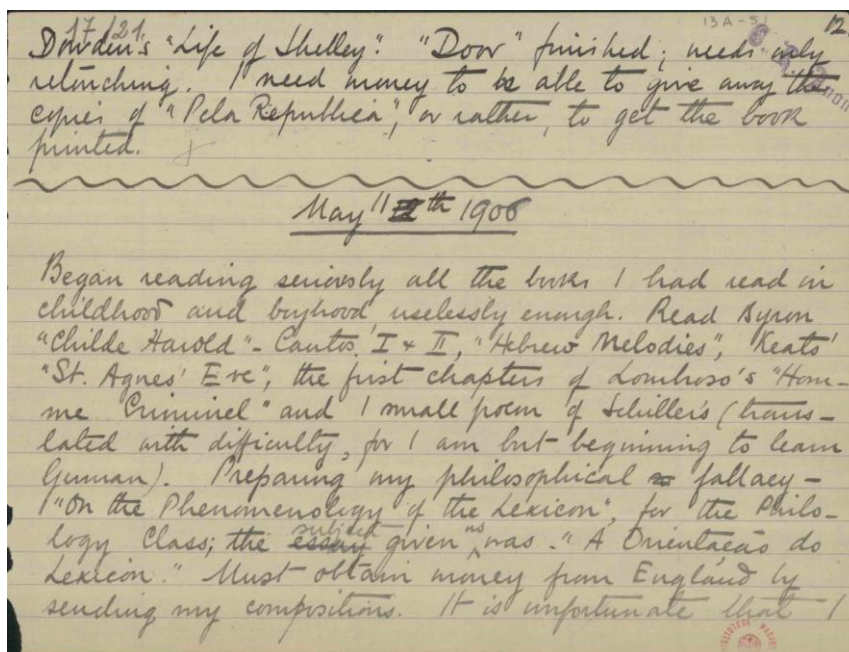 17/21
13A-51
12
Dowden's "Life of Shelley". "Door" finished; needs only
retouching. I need money to be able to give away the
copies of "Pela Republica", or rather, to get the book
printed.
May 11th 1906
Began reading seriously all the books I had read in
childhood and boyhood uselessly enough. Read Byron
"Childe Harold" - Cantos I & II, "Hebrew Melodies", Keats'
"St. Agnes' Eve", the first chapters of Lombroso's "Hom-
me Criminel" and 1 small poem of Schiller's (trans-
lated with difficulty, for I am but beginning to learn
German). Preparing my philosophical fallacy -
"On the Phenomenology of the Lexicon", for the Philo-
logy Class; the subject given us was - "A Orientação do
Lexicon." Must obtain money from England by
sending my compositions. It is unfortunate that I